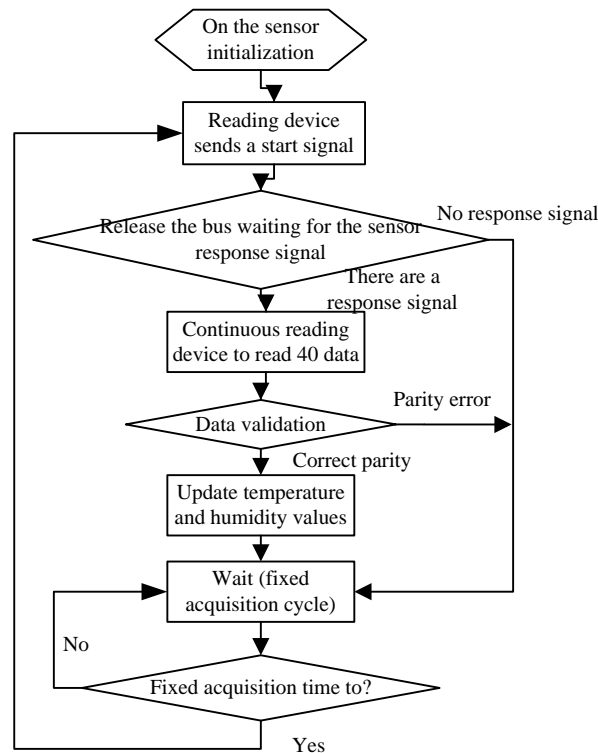 On the sensor
initialization
Reading device
sends a start signal
Release the bus waiting for the sensor
response signal
No response signal
There are a
response signal
Continuous reading
device to read 40 data
Parity error
Data validation
Correct parity
Update temperature
and humidity values
Wait (fixed
acquisition cycle)
No
Fixed acquisition time to?
Yes